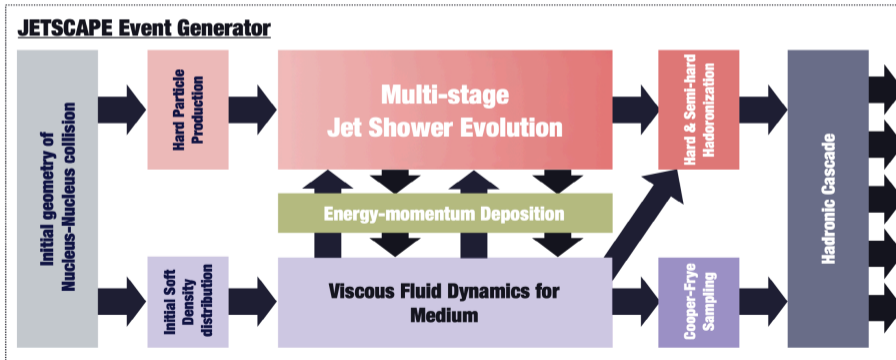 JETSCAPE Event Generator
Initial geometry of
Nucleus-Nucleus collision
Hard Particle
Production
Initial Soft
Density
distribution
Multi-stage
Jet Shower Evolution
Energy-momentum Deposition
Viscous Fluid Dynamics for
Medium
Hard & Semi-hard
Hadoronization
Cooper-Frye
Sampling
Hadronic Cascade